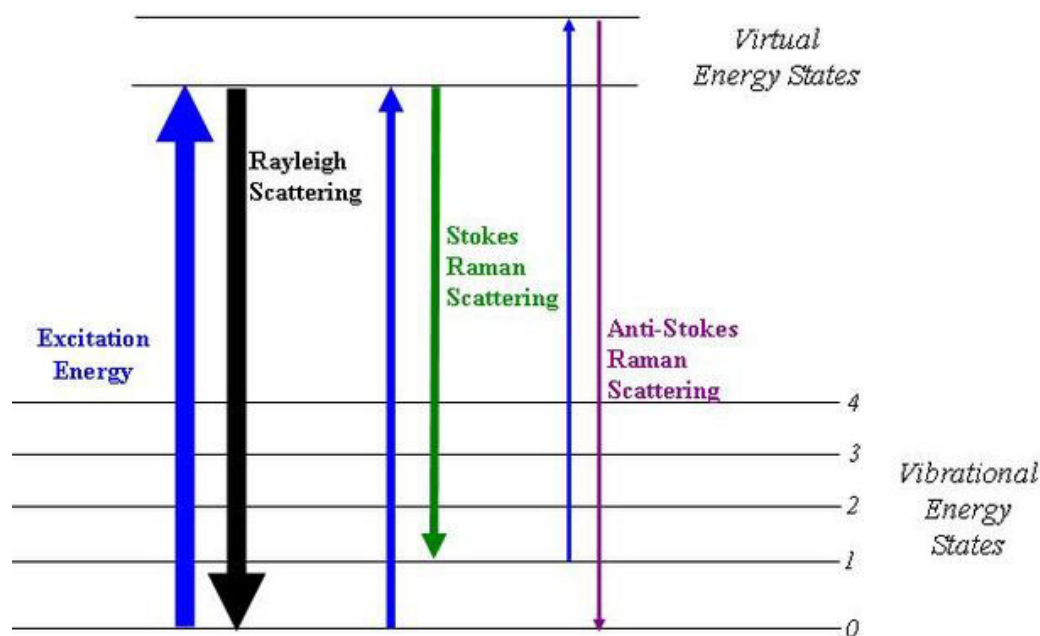 Virtual
Energy States
Rayleigh
Scattering
Stokes
Raman
Scattering
Excitation
Energy
Anti-Stokes
Raman
Scattering
4
3
2
1
0
Vibrational
Energy
States